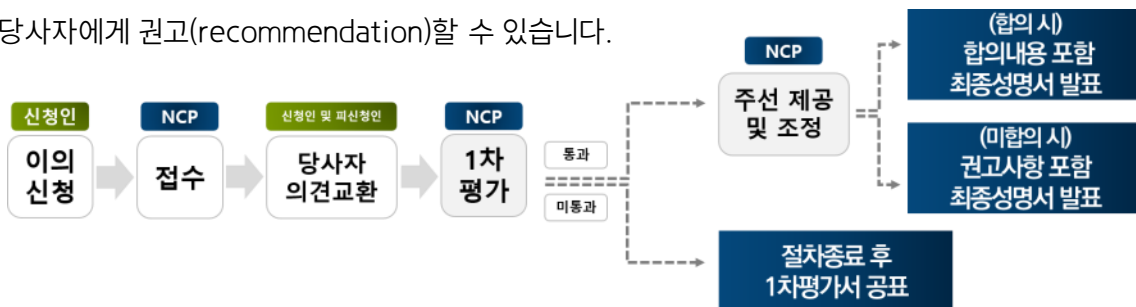 당사자에게 권고(recommendation)할 수 있습니다.
신청인
이의
신청
NCP
접수
신청인 및 피신청인
당사자
의견교환
NCP
1차
평가
통과
미통과
NCP
주선 제공
및 조정
(합의 시)
합의내용 포함
최종성명서 발표
(미합의 시)
권고사항 포함
최종성명서 발표
절차종료 후
1차평가서 공표